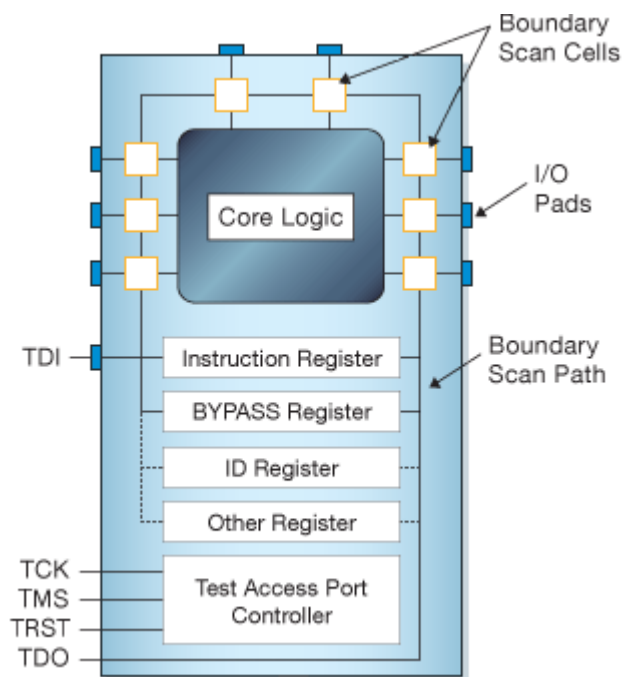 Boundary
Scan Cells
I/O
Pads
Core Logic
TDI
Instruction Register
Boundary
Scan Path
BYPASS Register
ID Register
Other Register
TCK
TMS
TRST
TDO
Test Access Port
Controller